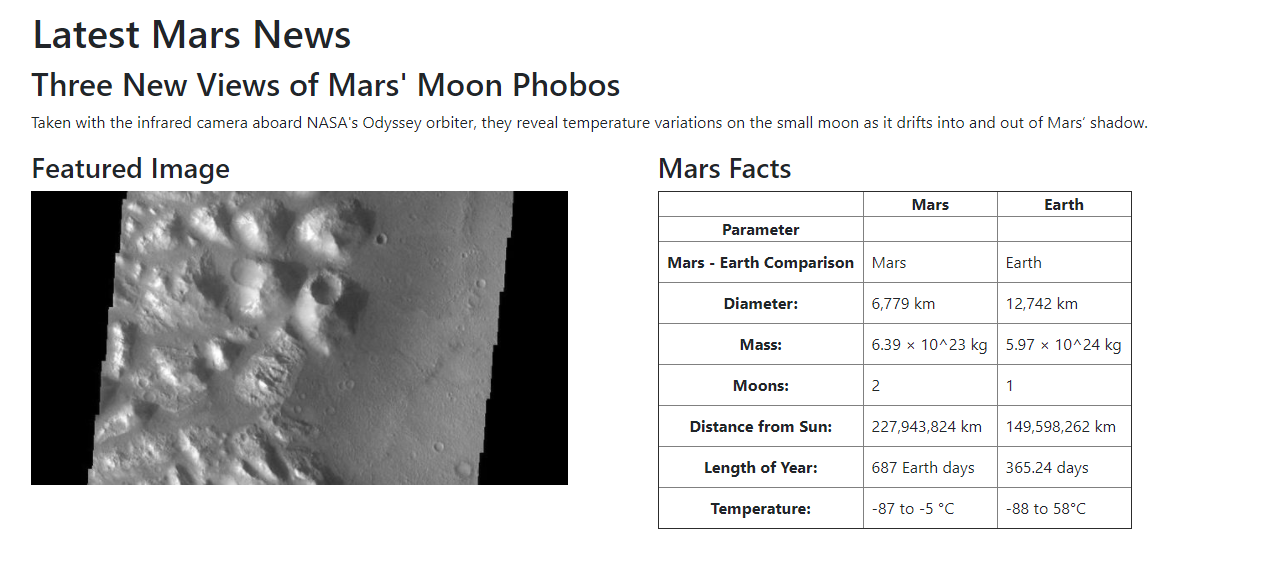 Latest Mars News
Three New Views of Mars' Moon Phobos
Taken with the infrared camera aboard NASA's Odyssey orbiter, they reveal temperature variations on the small moon as it drifts into and out of Mars’ shadow.
Featured Image
Mars Facts
Mars Earth
Parameter
Mars - Earth Comparison Mars Earth
Diameter: 6,779 km 12,742 km
Mass: 6.39 × 10^23 kg 5.97 × 10^24 kg
Moons: 2 1
Distance from Sun: 227,943,824 km 149,598,262 km
Length of Year: 687 Earth days 365.24 days
Temperature: -87 to -5 °C -88 to 58°C